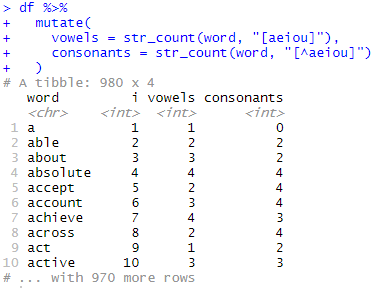 > df %>%
+   mutate(
+     vowels = str_count(word, "[aeiou]"),
+     consonants = str_count(word, "[^aeiou]")
+   )
# A tibble: 980 x 4
   word         i vowels consonants
   <chr>    <int>  <int>      <int>
 1 a            1      1          0
 2 able         2      2          2
 3 about        3      3          2
 4 absolute     4      4          4
 5 accept       5      2          4
 6 account      6      3          4
 7 achieve      7      4          3
 8 across       8      2          4
 9 act          9      1          2
10 active      10      3          3
# ... with 970 more rows